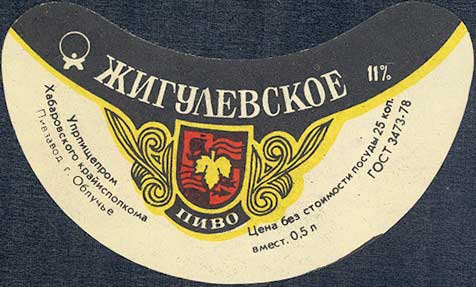 ЖИГУЛЕВСКОЕ
11%
Упрпищепром
Хабаровского крайисполкома
Пивзавод г. Облучье
ПИВО
Цена без стоимости посуды 25 коп.
вмест. 0,5 л
ГОСТ 3473-78